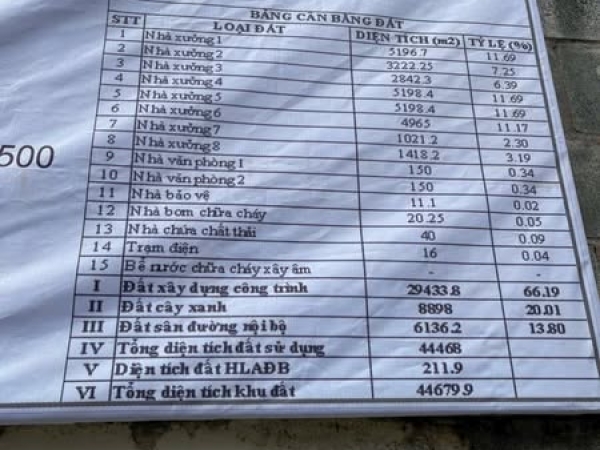 BẢNG CÂN BẰNG ĐẤT
STT LOẠI ĐẤT DIỆN TÍCH (m2) TỶ LỆ (%)
1 Nhà xưởng 1 5196.7 11.69
2 Nhà xưởng 2 3222.25 7.25
3 Nhà xưởng 3 2842.3 6.39
4 Nhà xưởng 4 5198.4 11.69
5 Nhà xưởng 5 5198.4 11.69
6 Nhà xưởng 6 4965 11.17
7 Nhà xưởng 7 1021.2 2.30
8 Nhà xưởng 8 1418.2 3.19
9 Nhà văn phòng 1 150 0.34
10 Nhà văn phòng 2 150 0.34
11 Nhà bảo vệ 11.1 0.02
12 Nhà bơm chữa cháy 20.25 0.05
13 Nhà chứa chất thải 40 0.09
14 Trạm điện 16 0.04
15 Bể nước chữa cháy xây âm - -
I Đất xây dựng công trình 29433.8 66.19
II Đất cây xanh 8898 20.01
III Đất sân đường nội bộ 6136.2 13.80
IV Tổng diện tích đất sử dụng 44468
V Diện tích đất HLAĐB 211.9
VI Tổng diện tích khu đất 44679.9
500